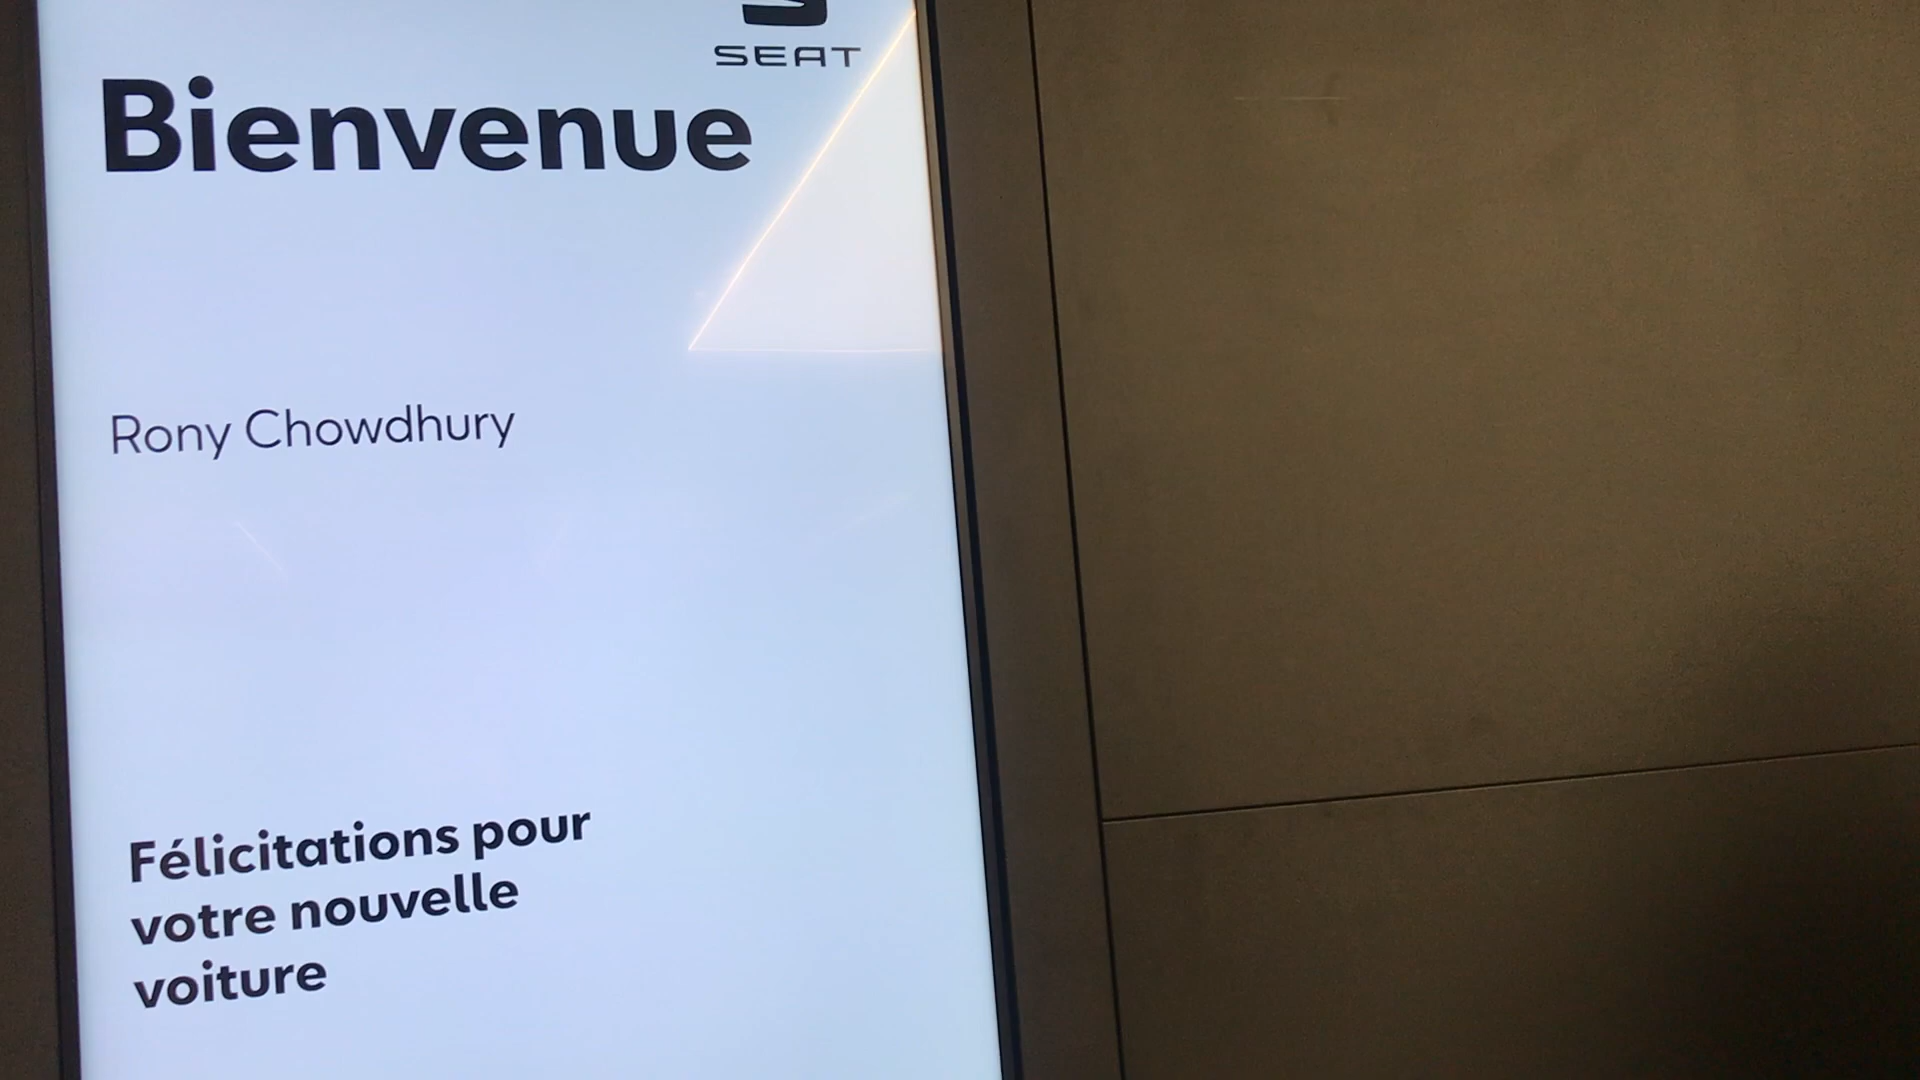 SEAT
Bienvenue
Rony Chowdhury
Félicitations pour
votre nouvelle
voiture